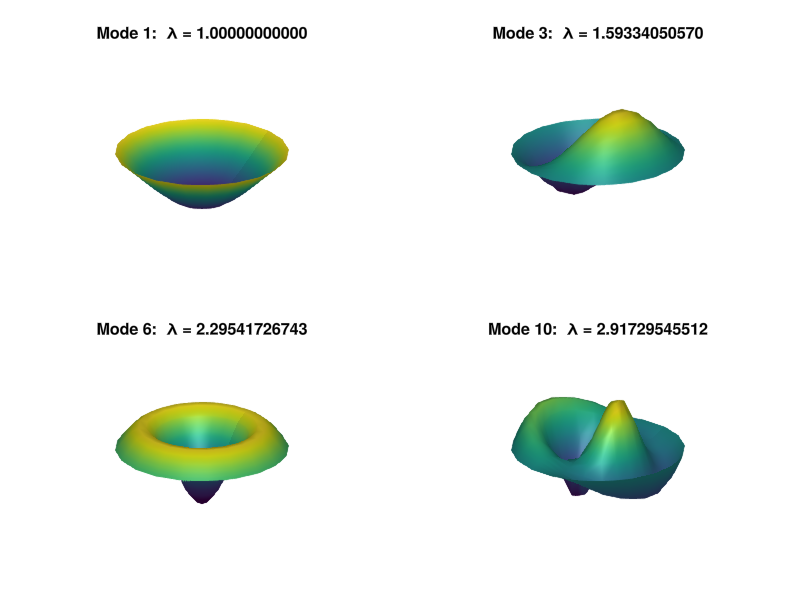 Mode 1:  λ = 1.00000000000
Mode 3:  λ = 1.59334050570
Mode 6:  λ = 2.29541726743
Mode 10:  λ = 2.91729545512